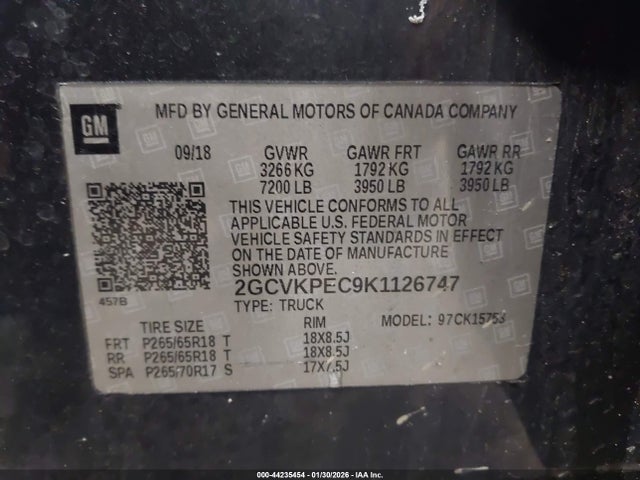 GM
MFD BY GENERAL MOTORS OF CANADA COMPANY
09/18 GVWR GAWR FRT GAWR RR
3266 KG 1792 KG 1792 KG
7200 LB 3950 LB 3950 LB
THIS VEHICLE CONFORMS TO ALL
APPLICABLE U.S. FEDERAL MOTOR
VEHICLE SAFETY STANDARDS IN EFFECT
ON THE DATE OF MANUFACTURE
SHOWN ABOVE.
457B
2GCVKPEC9K1126747
TYPE: TRUCK
MODEL: 97CK15753
TIRE SIZE RIM
FRT P265/65R18 T 18X8.5J
RR P265/65R18 T 18X8.5J
SPA P265/70R17 S 17X7.5J
000-44235454 - 01/30/2026 - IAA Inc.